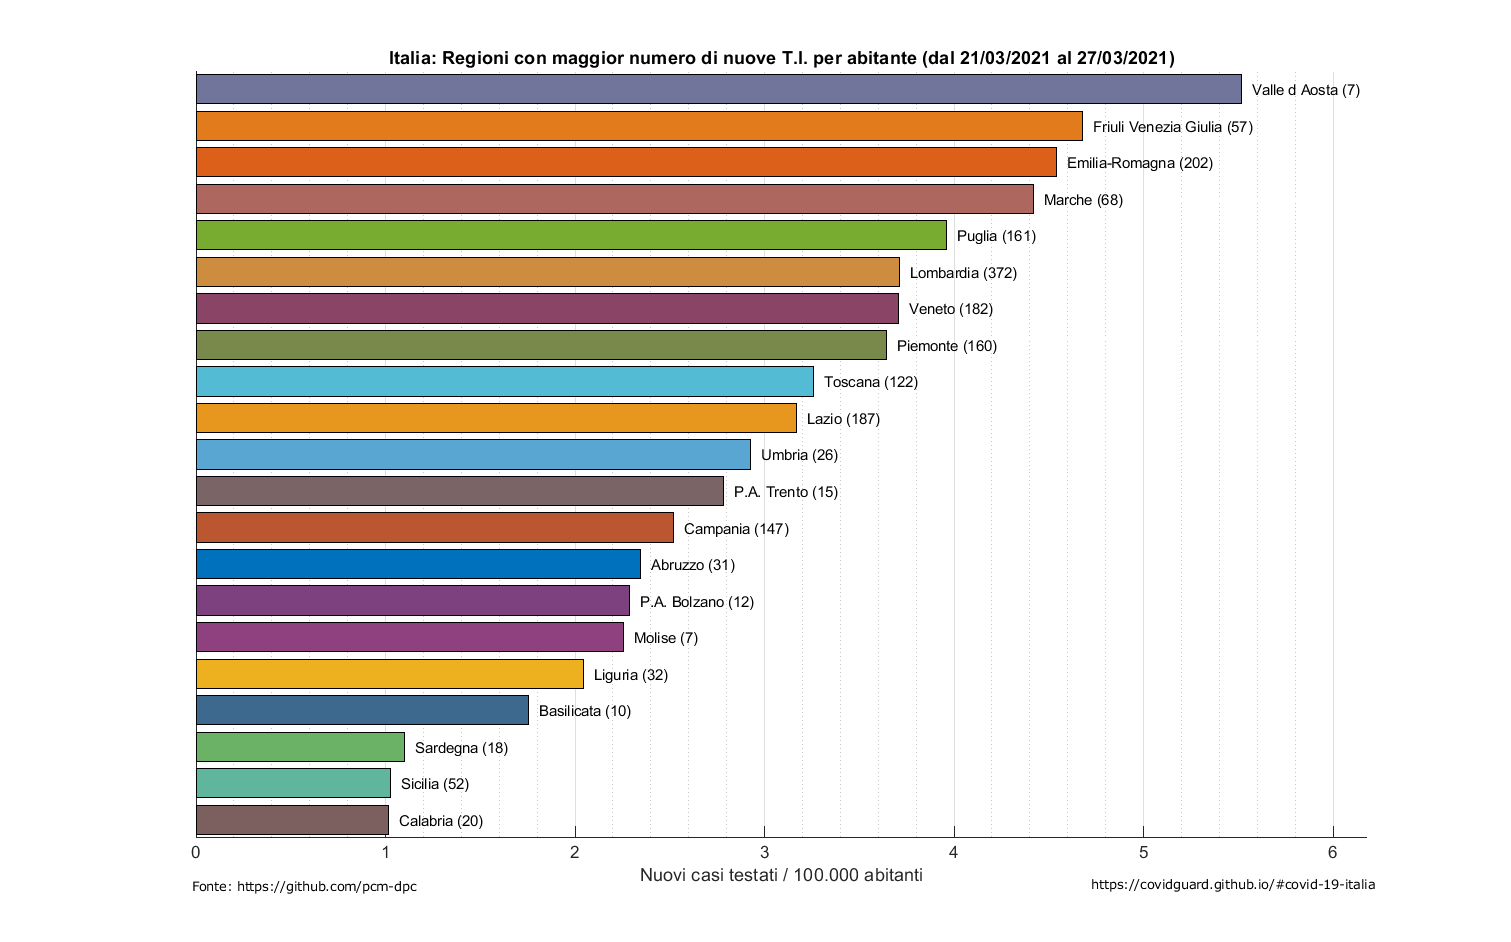 Italia: Regioni con maggior numero di nuove T.I. per abitante (dal 21/03/2021 al 27/03/2021)
Valle d Aosta (7)
Friuli Venezia Giulia (57)
Emilia-Romagna (202)
Marche (68)
Puglia (161)
Lombardia (372)
Veneto (182)
Piemonte (160)
Toscana (122)
Lazio (187)
Umbria (26)
P.A. Trento (15)
Campania (147)
Abruzzo (31)
P.A. Bolzano (12)
Molise (7)
Liguria (32)
Basilicata (10)
Sardegna (18)
Sicilia (52)
Calabria (20)
0 1 2 3 4 5 6
Nuovi casi testati / 100.000 abitanti
Fonte: https://github.com/pcm-dpc
https://covidguard.github.io/#covid-19-italia